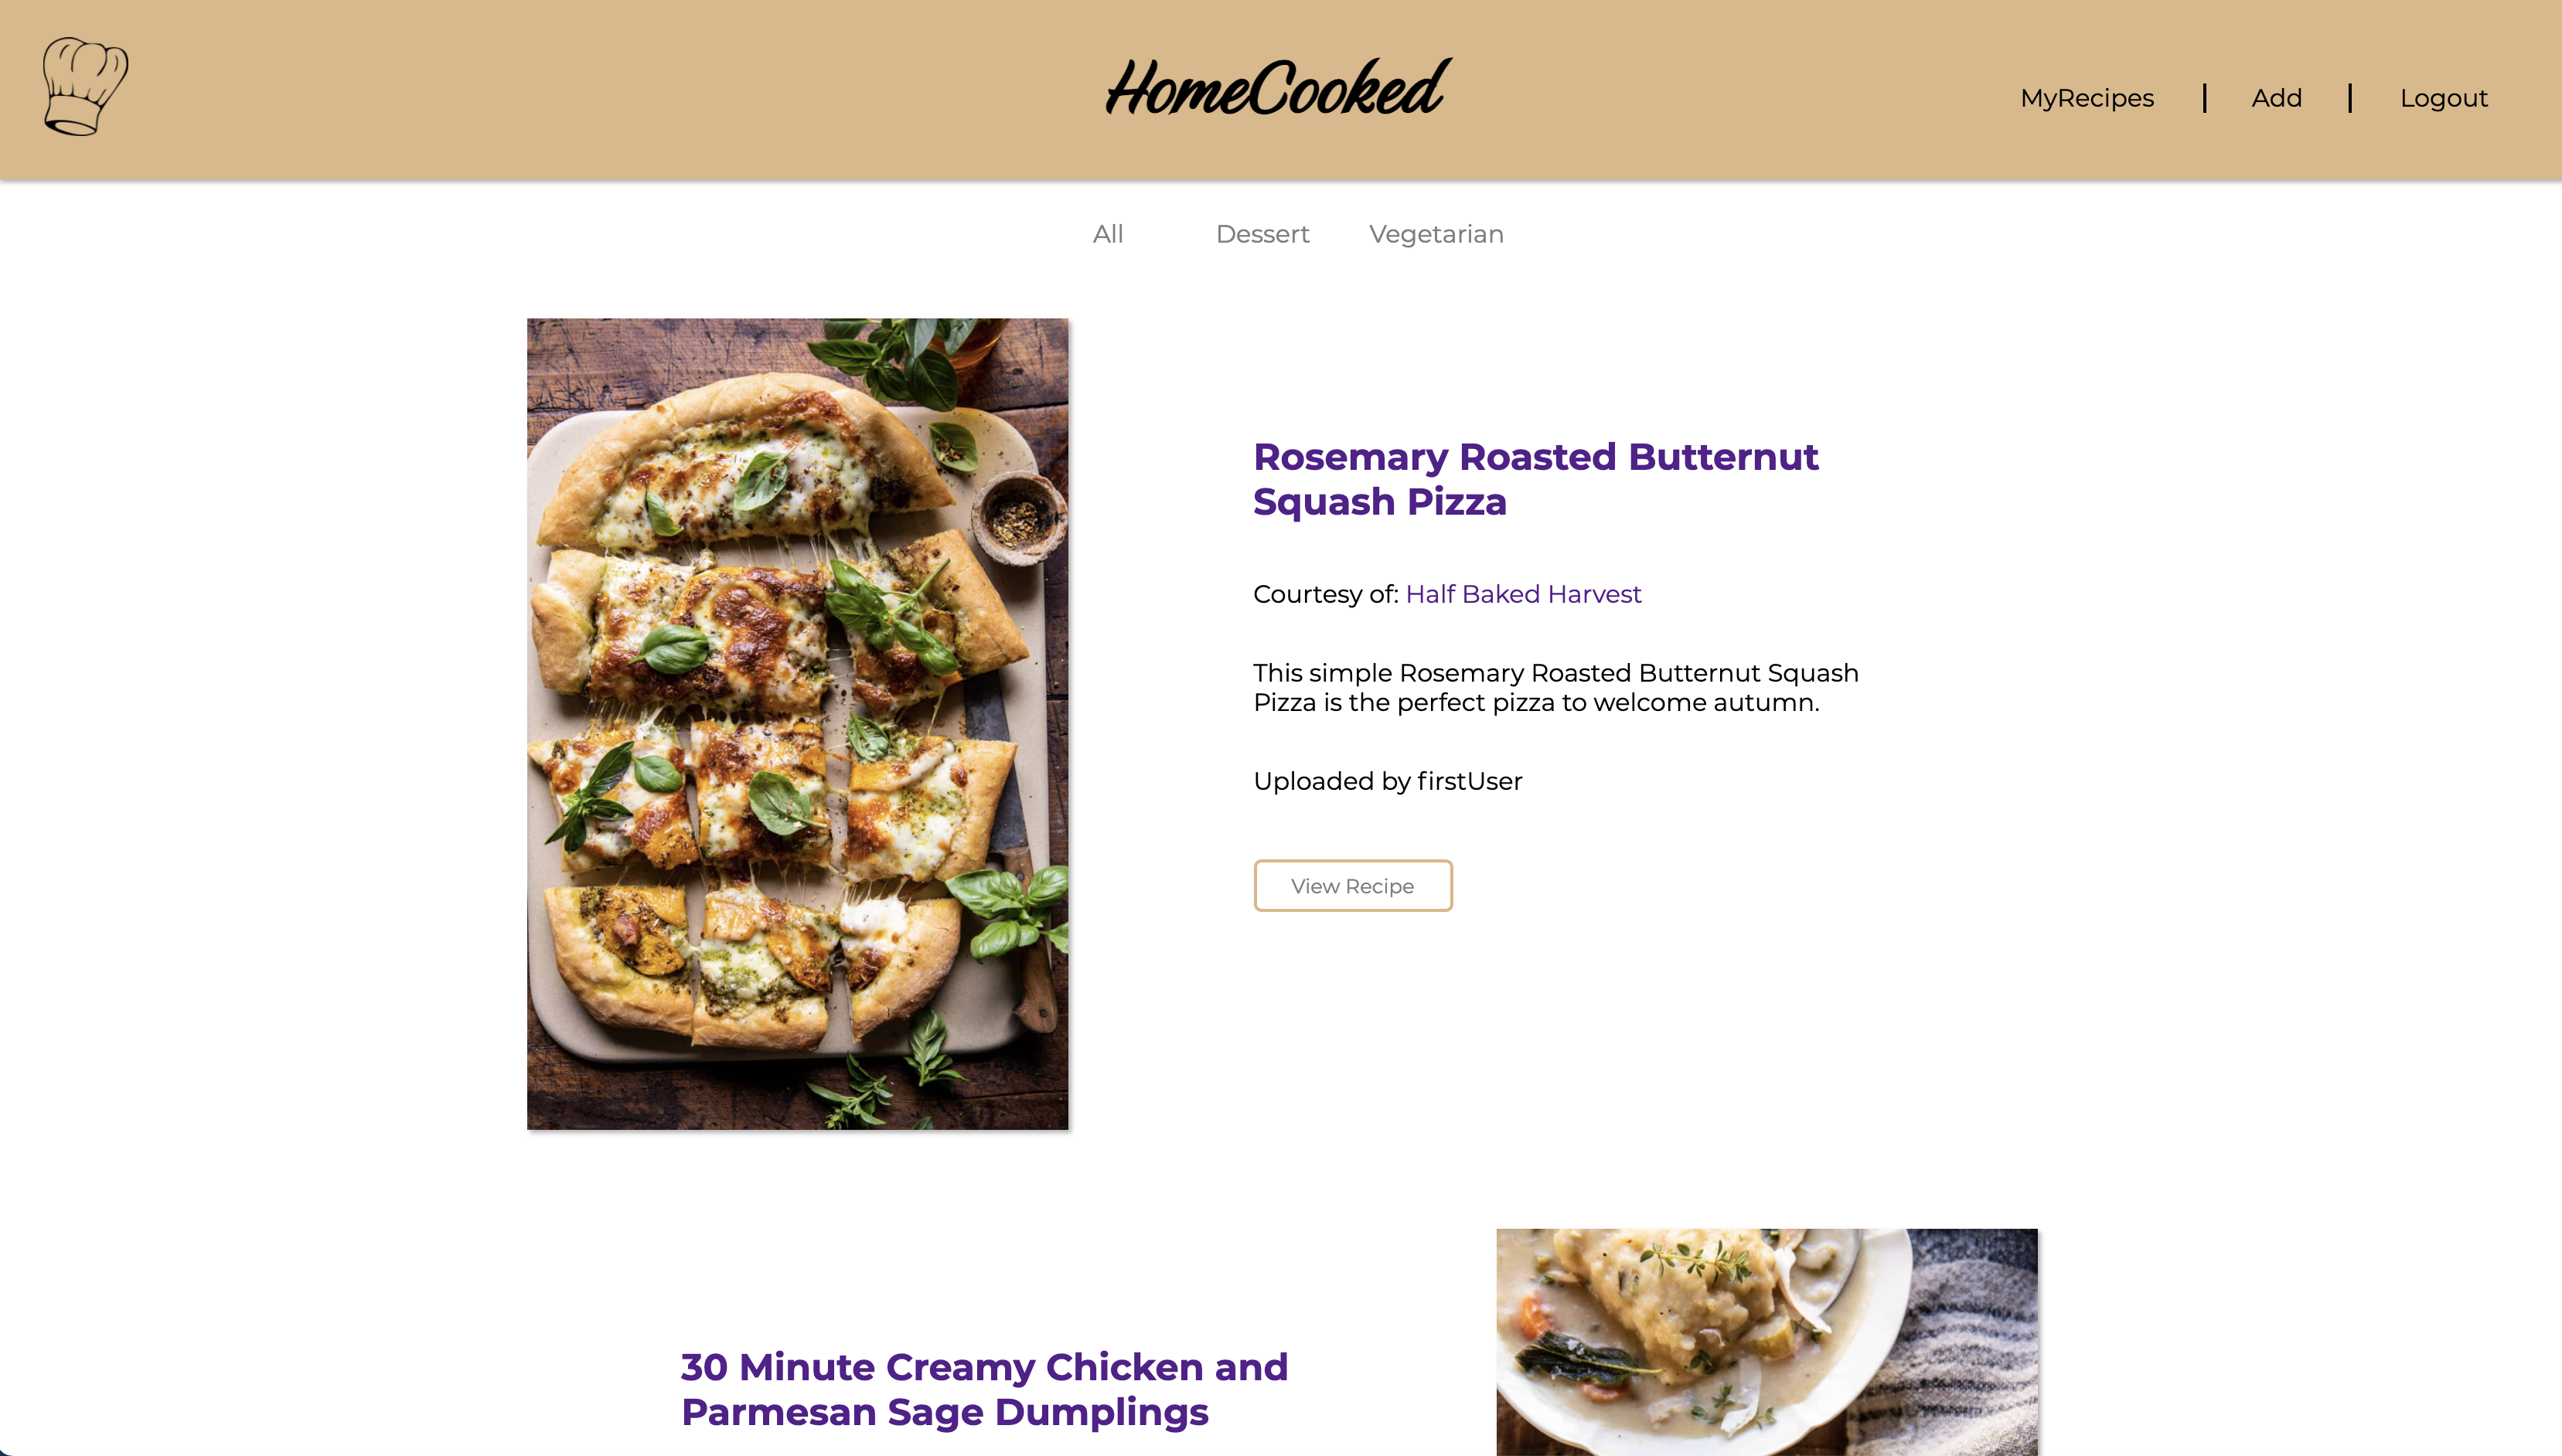 HomeCooked
MyRecipes | Add | Logout
All Dessert Vegetarian
Rosemary Roasted Butternut
Squash Pizza
Courtesy of: Half Baked Harvest
This simple Rosemary Roasted Butternut Squash
Pizza is the perfect pizza to welcome autumn.
Uploaded by firstUser
View Recipe
30 Minute Creamy Chicken and
Parmesan Sage Dumplings